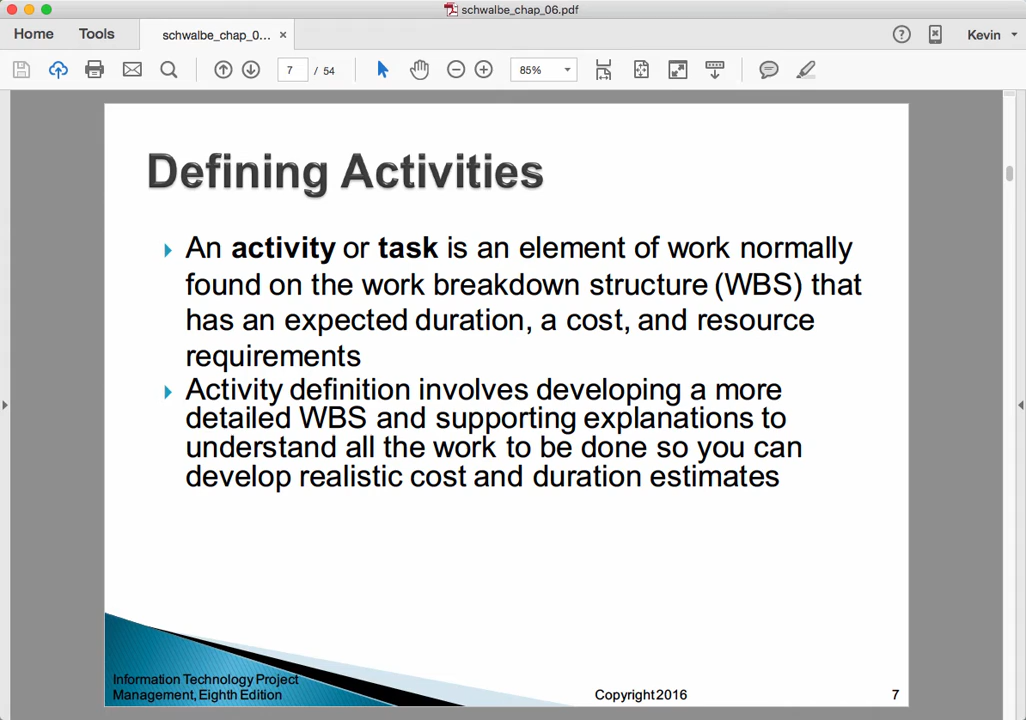 schwalbe_chap_06.pdf
Home Tools schwalbe_chap_0... × Kevin
7 / 54 85%
Defining Activities
An activity or task is an element of work normally
found on the work breakdown structure (WBS) that
has an expected duration, a cost, and resource
requirements
Activity definition involves developing a more
detailed WBS and supporting explanations to
understand all the work to be done so you can
develop realistic cost and duration estimates
Information Technology Project
Management, Eighth Edition
Copyright 2016
7